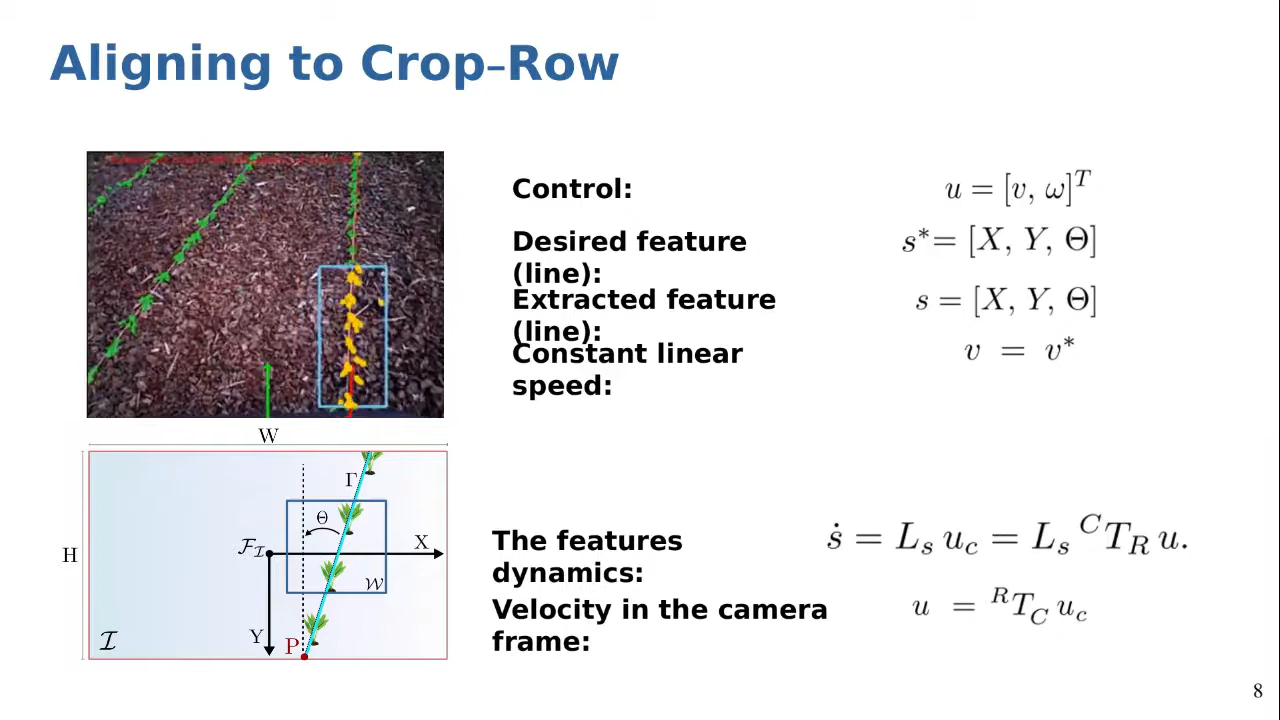 Aligning to Crop–Row
Control:
u = [v, ω]^T
Desired feature
(line):
s* = [X, Y, Θ]
Extracted feature
(line):
s = [X, Y, Θ]
Constant linear
speed:
v = v*
W
H
Γ
Θ
F_I
X
W
Y
P
I
The features
dynamics:
ṡ = L_s u_c = L_s ^C T_R u.
Velocity in the camera
frame:
u = ^R T_C u_c
8